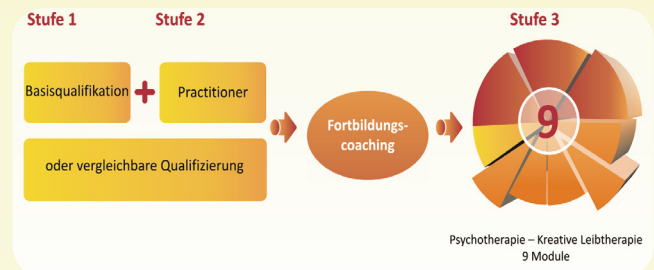 Stufe 1
Stufe 2
Stufe 3
Basisqualifikation
+
Practitioner
oder vergleichbare Qualifizierung
Fortbildungs-
coaching
9
Psychotherapie – Kreative Leibtherapie
9 Module